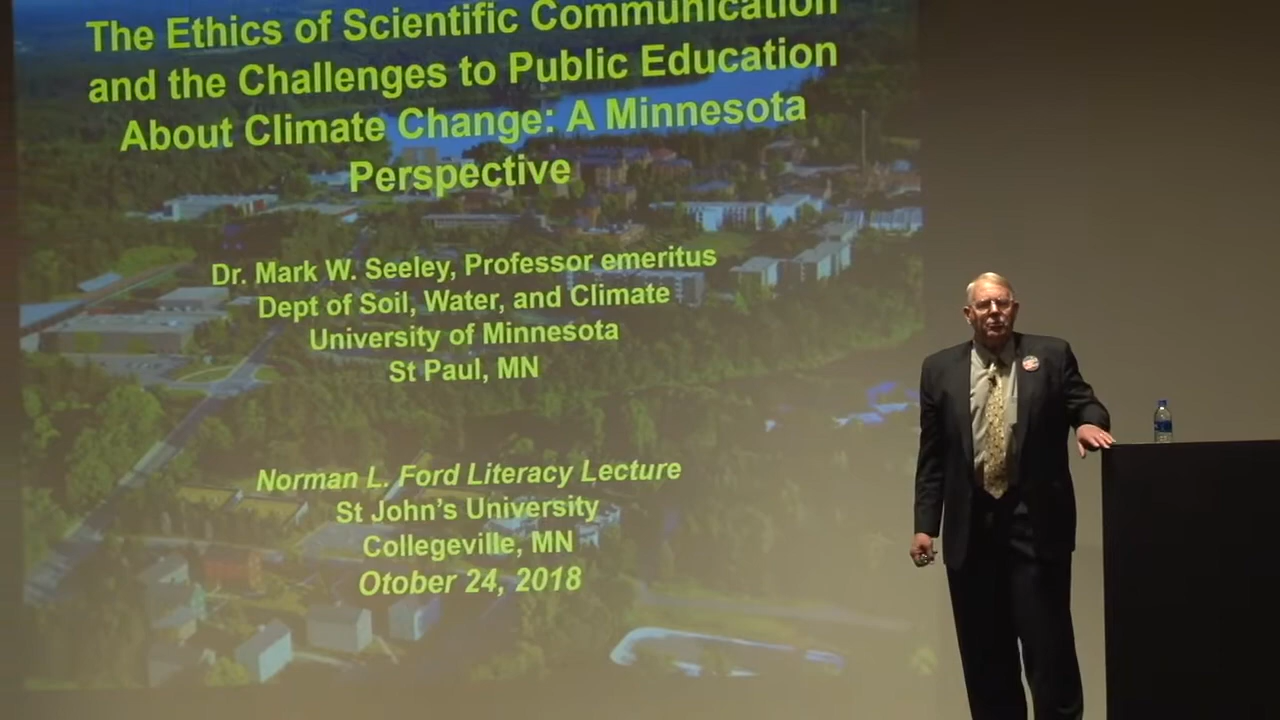 The Ethics of Scientific Communication
and the Challenges to Public Education
About Climate Change: A Minnesota
Perspective
Dr. Mark W. Seeley, Professor emeritus
Dept of Soil, Water, and Climate
University of Minnesota
St Paul, MN
Norman L. Ford Literacy Lecture
St John's University
Collegeville, MN
Otober 24, 2018